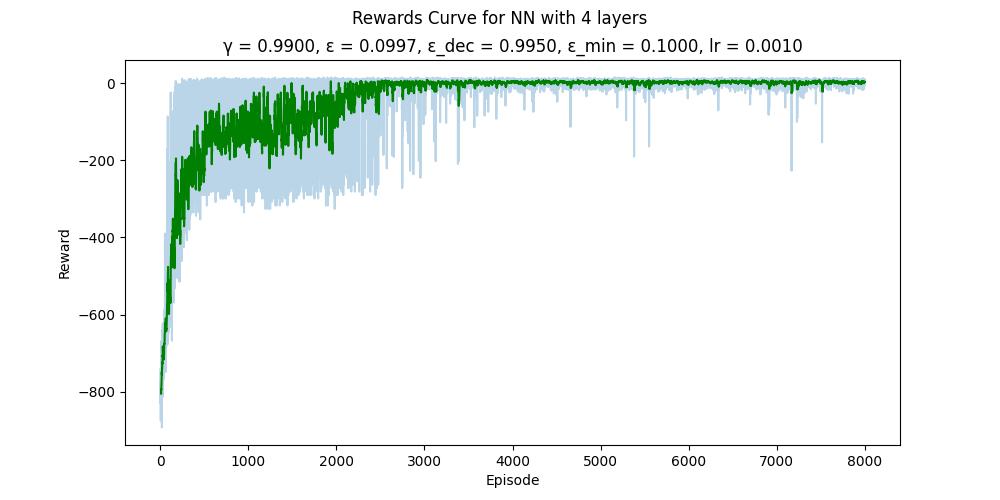 Rewards Curve for NN with 4 layers
γ = 0.9900, ε = 0.0997, ε_dec = 0.9950, ε_min = 0.1000, lr = 0.0010
0
−200
−400
−600
−800
Reward
0 1000 2000 3000 4000 5000 6000 7000 8000
Episode